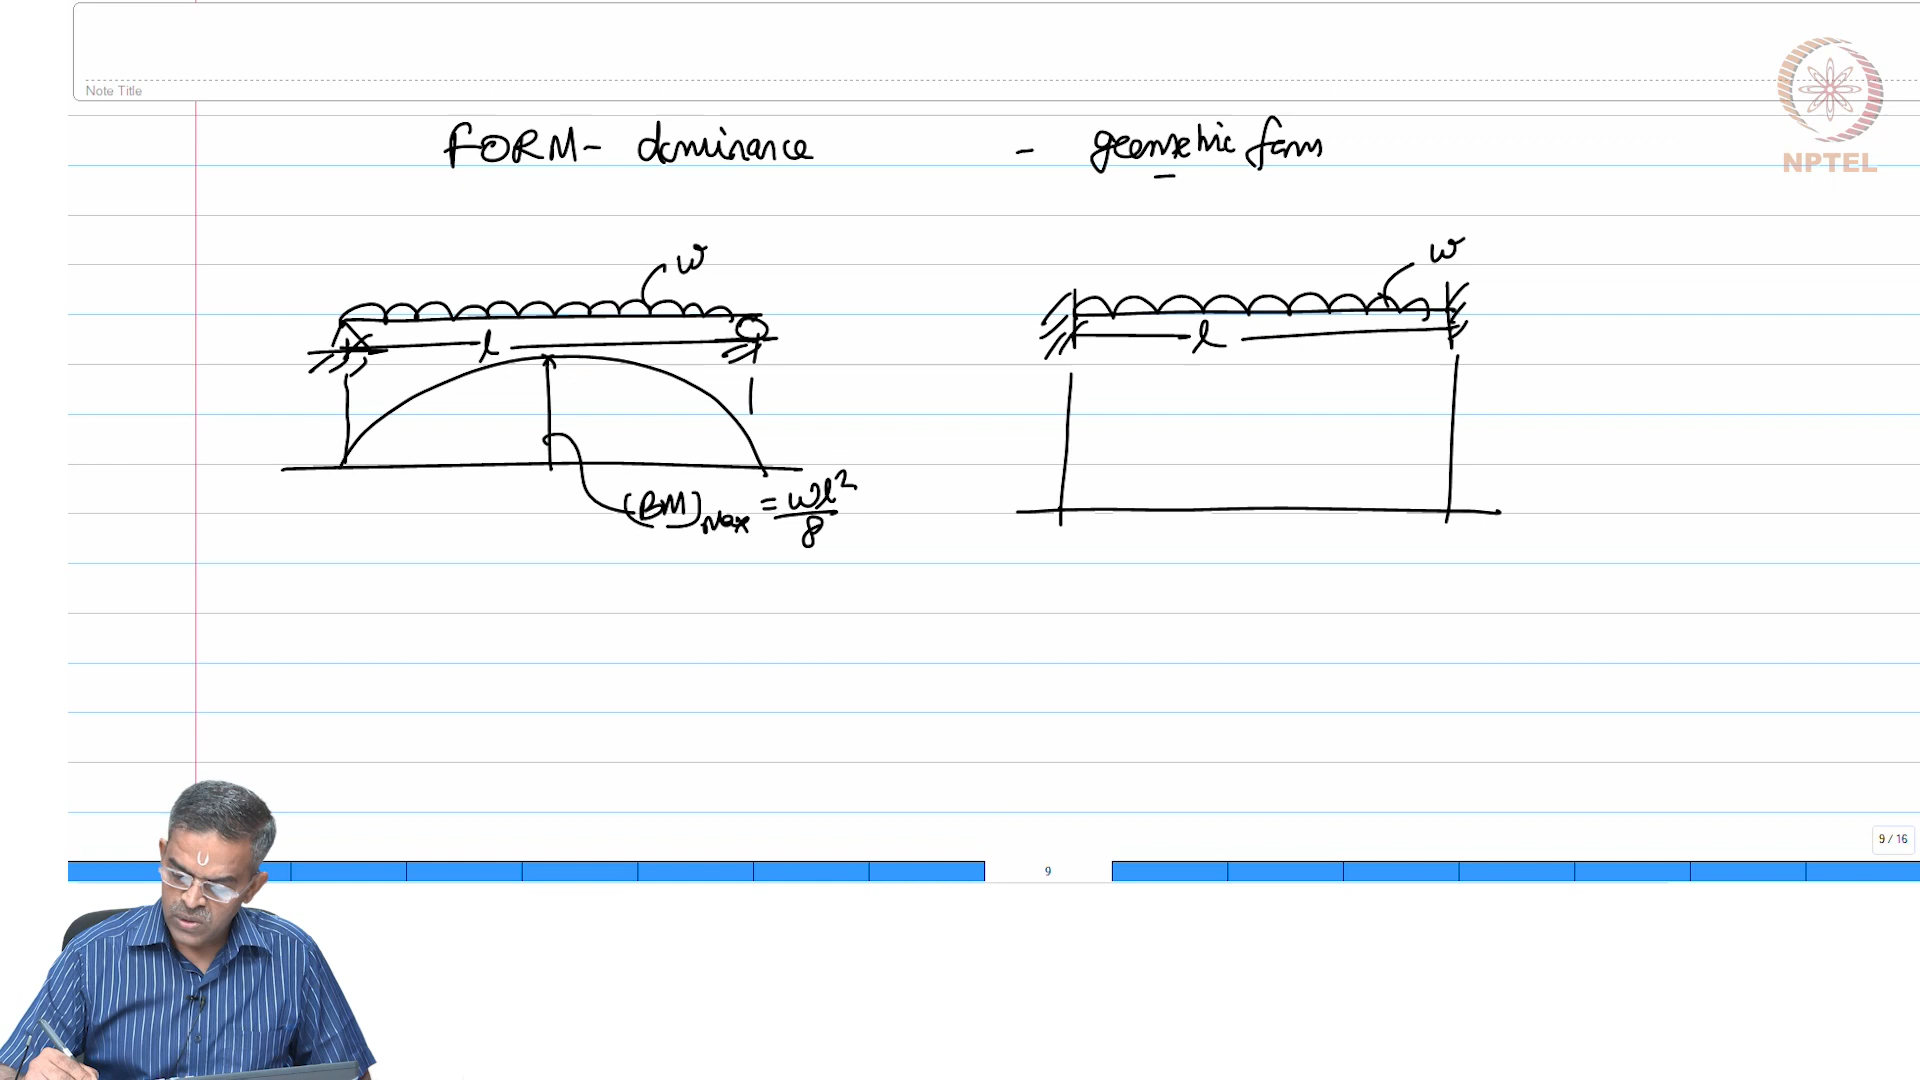 Note Title
NPTEL
FORM- dominance - geometric form
w
w
l
l
(BM)Max = wl²/8
9 / 16
9